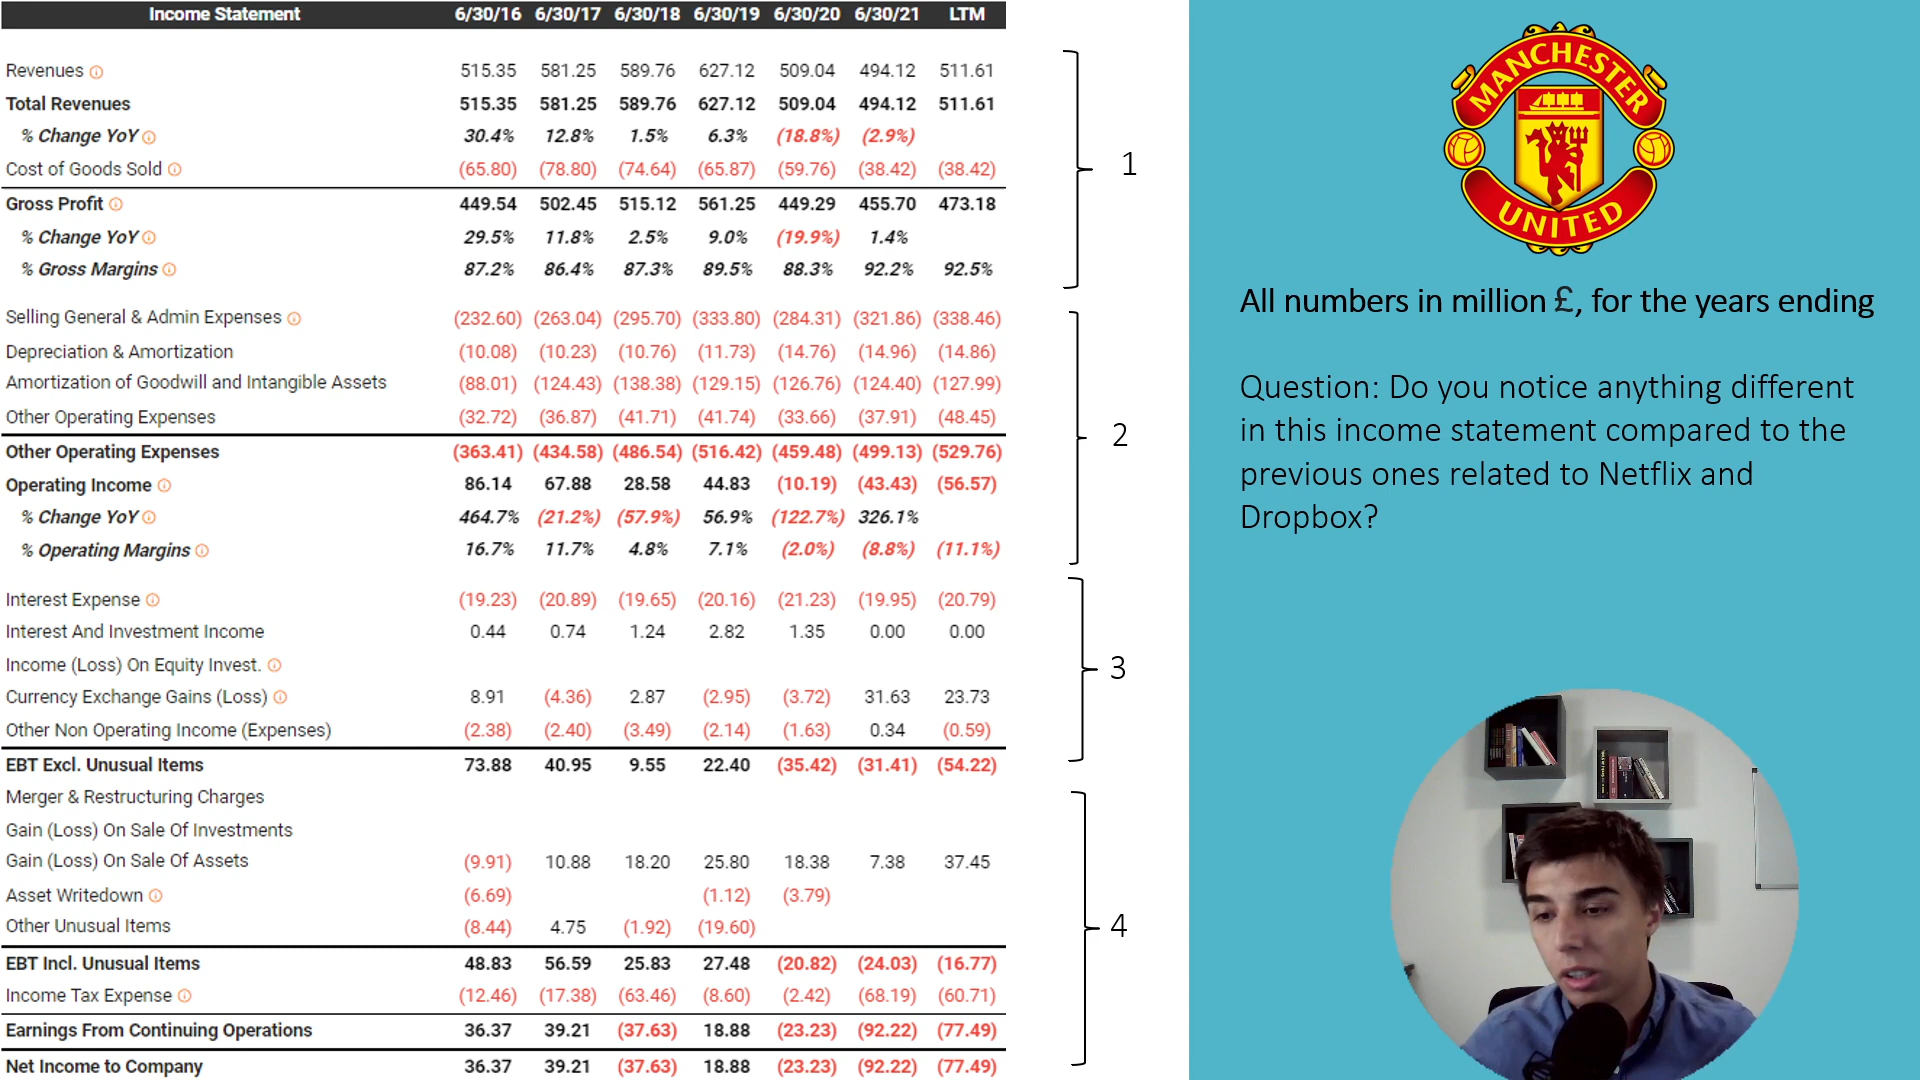 Income Statement 6/30/16 6/30/17 6/30/18 6/30/19 6/30/20 6/30/21 LTM
Revenues 515.35 581.25 589.76 627.12 509.04 494.12 511.61
Total Revenues 515.35 581.25 589.76 627.12 509.04 494.12 511.61
% Change YoY 30.4% 12.8% 1.5% 6.3% (18.8%) (2.9%)
Cost of Goods Sold (65.80) (78.80) (74.64) (65.87) (59.76) (38.42) (38.42)
Gross Profit 449.54 502.45 515.12 561.25 449.29 455.70 473.18
% Change YoY 29.5% 11.8% 2.5% 9.0% (19.9%) 1.4%
% Gross Margins 87.2% 86.4% 87.3% 89.5% 88.3% 92.2% 92.5%
1
Selling General & Admin Expenses (232.60) (263.04) (295.70) (333.80) (284.31) (321.86) (338.46)
Depreciation & Amortization (10.08) (10.23) (10.76) (11.73) (14.76) (14.96) (14.86)
Amortization of Goodwill and Intangible Assets (88.01) (124.43) (138.38) (129.15) (126.76) (124.40) (127.99)
Other Operating Expenses (32.72) (36.87) (41.71) (41.74) (33.66) (37.91) (48.45)
Other Operating Expenses (363.41) (434.58) (486.54) (516.42) (459.48) (499.13) (529.76)
Operating Income 86.14 67.88 28.58 44.83 (10.19) (43.43) (56.57)
% Change YoY 464.7% (21.2%) (57.9%) 56.9% (122.7%) 326.1%
% Operating Margins 16.7% 11.7% 4.8% 7.1% (2.0%) (8.8%) (11.1%)
2
Interest Expense (19.23) (20.89) (19.65) (20.16) (21.23) (19.95) (20.79)
Interest And Investment Income 0.44 0.74 1.24 2.82 1.35 0.00 0.00
Income (Loss) On Equity Invest.
Currency Exchange Gains (Loss) 8.91 (4.36) 2.87 (2.95) (3.72) 31.63 23.73
Other Non Operating Income (Expenses) (2.38) (2.40) (3.49) (2.14) (1.63) 0.34 (0.59)
3
EBT Excl. Unusual Items 73.88 40.95 9.55 22.40 (35.42) (31.41) (54.22)
Merger & Restructuring Charges
Gain (Loss) On Sale Of Investments
Gain (Loss) On Sale Of Assets (9.91) 10.88 18.20 25.80 18.38 7.38 37.45
Asset Writedown (6.69) (1.12) (3.79)
Other Unusual Items (8.44) 4.75 (1.92) (19.60)
4
EBT Incl. Unusual Items 48.83 56.59 25.83 27.48 (20.82) (24.03) (16.77)
Income Tax Expense (12.46) (17.38) (63.46) (8.60) (2.42) (68.19) (60.71)
Earnings From Continuing Operations 36.37 39.21 (37.63) 18.88 (23.23) (92.22) (77.49)
Net Income to Company 36.37 39.21 (37.63) 18.88 (23.23) (92.22) (77.49)
MANCHESTER
UNITED
All numbers in million £, for the years ending
Question: Do you notice anything different
in this income statement compared to the
previous ones related to Netflix and
Dropbox?